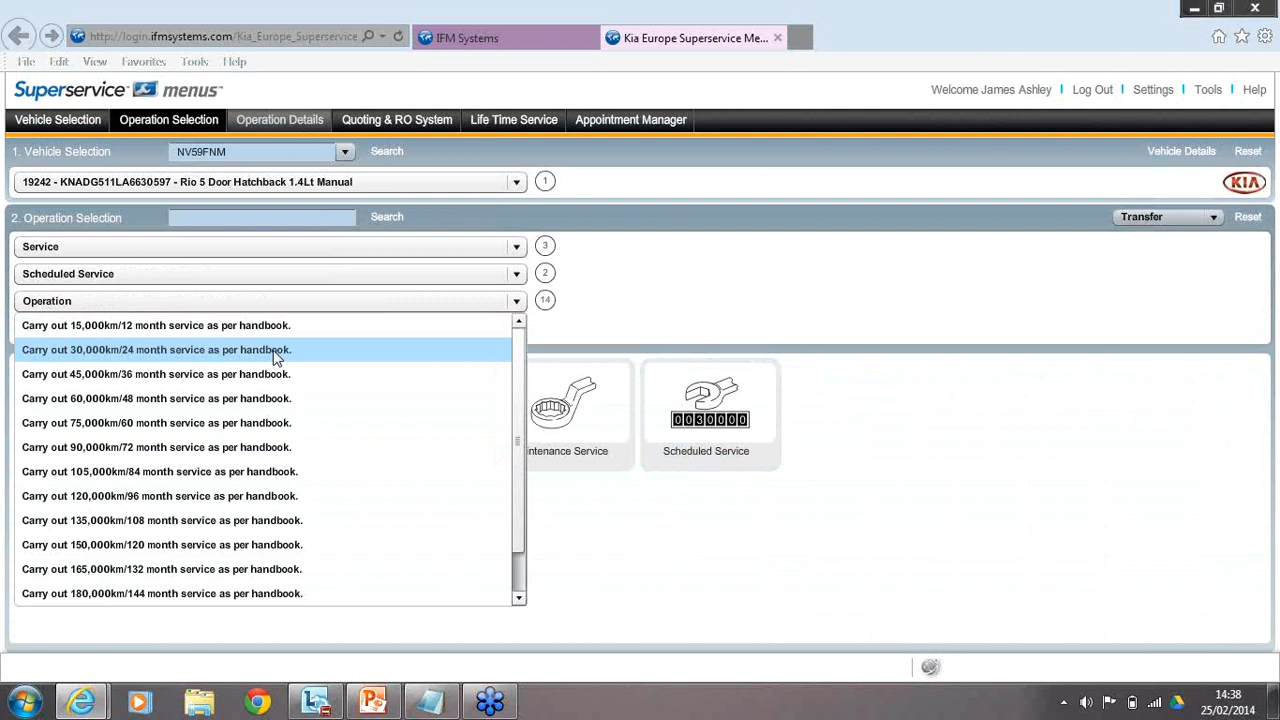 http://login.ifmsystems.com/Kia_Europe_Superservice
IFM Systems
Kia Europe Superservice Me...
File Edit View Favorites Tools Help
Superservice menus
Welcome James Ashley | Log Out | Settings | Tools | Help
Vehicle Selection
Operation Selection
Operation Details
Quoting & RO System
Life Time Service
Appointment Manager
1. Vehicle Selection NV59FNM Search Vehicle Details Reset
19242 - KNADG511LA6630597 - Rio 5 Door Hatchback 1.4Lt Manual 1 KIA
2. Operation Selection Search Transfer Reset
Service 3
Scheduled Service 2
Operation 14
Carry out 15,000km/12 month service as per handbook.
Carry out 30,000km/24 month service as per handbook.
Carry out 45,000km/36 month service as per handbook.
Carry out 60,000km/48 month service as per handbook.
Carry out 75,000km/60 month service as per handbook.
Carry out 90,000km/72 month service as per handbook.
Carry out 105,000km/84 month service as per handbook.
Carry out 120,000km/96 month service as per handbook.
Carry out 135,000km/108 month service as per handbook.
Carry out 150,000km/120 month service as per handbook.
Carry out 165,000km/132 month service as per handbook.
Carry out 180,000km/144 month service as per handbook.
0030000
ntenance Service
Scheduled Service
14:38
25/02/2014